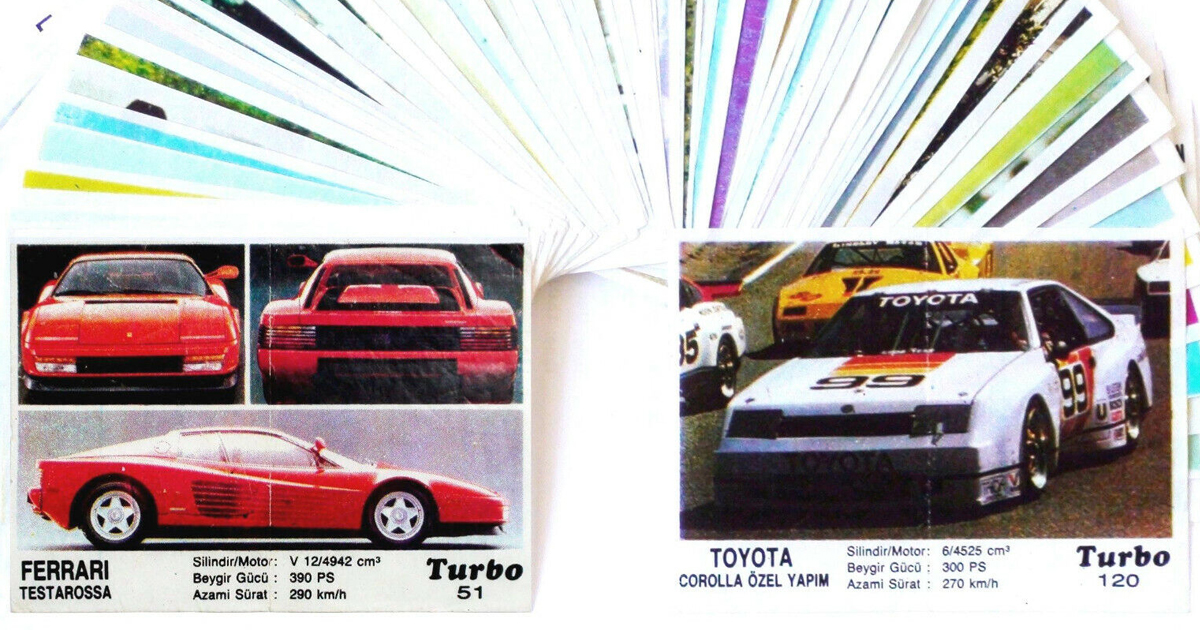 FERRARI
TESTAROSSA
Silindir/Motor: V 12/4942 cm³
Beygir Gücü : 390 PS
Azami Sürat : 290 km/h
Turbo
51
TOYOTA
99
99
TOYOTA
TOYOTA
COROLLA ÖZEL YAPIM
Silindir/Motor: 6/4525 cm³
Beygir Gücü : 300 PS
Azami Sürat : 270 km/h
Turbo
120